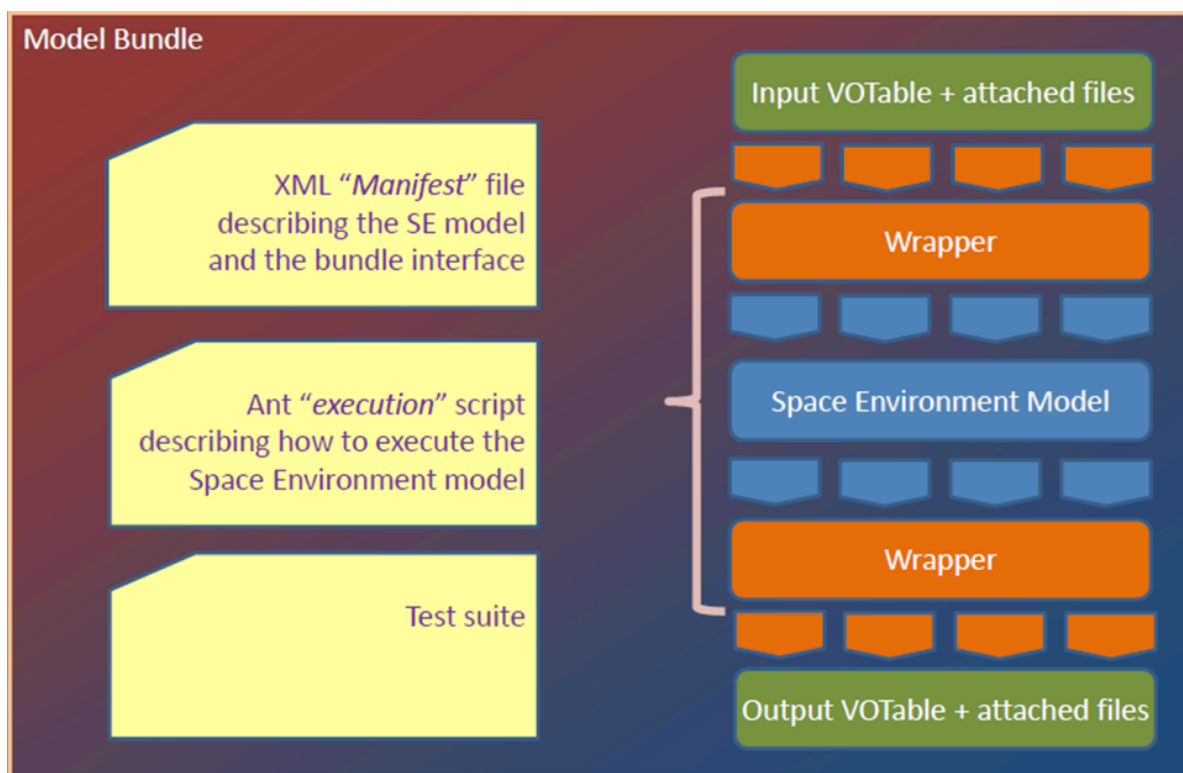 Model Bundle
XML “Manifest” file
describing the SE model
and the bundle interface
Ant “execution” script
describing how to execute the
Space Environment model
Test suite
Input VOTable + attached files
Wrapper
Space Environment Model
Wrapper
Output VOTable + attached files